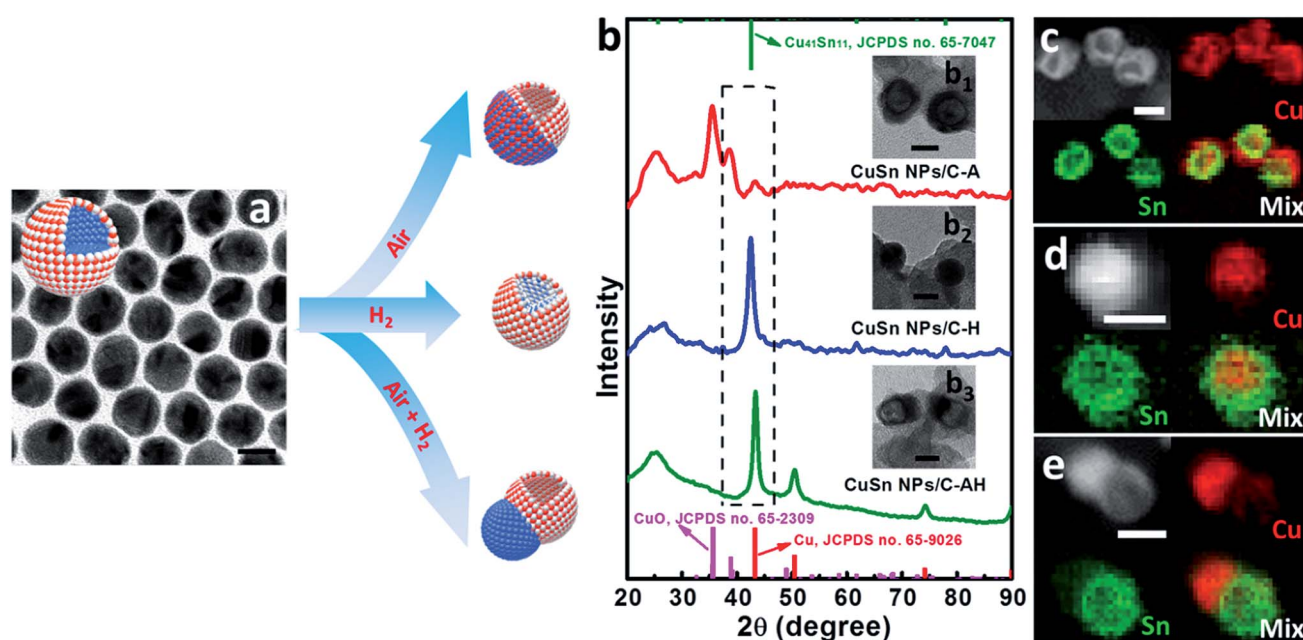 a
Air
H₂
Air + H₂
b
Cu₄₁Sn₁₁, JCPDS no. 65-7047
b₁
CuSn NPs/C-A
b₂
CuSn NPs/C-H
b₃
CuSn NPs/C-AH
CuO, JCPDS no. 65-2309
Cu, JCPDS no. 65-9026
Intensity
20 30 40 50 60 70 80 90
2θ (degree)
c
Cu
Sn
Mix
d
Cu
Sn
Mix
e
Cu
Sn
Mix